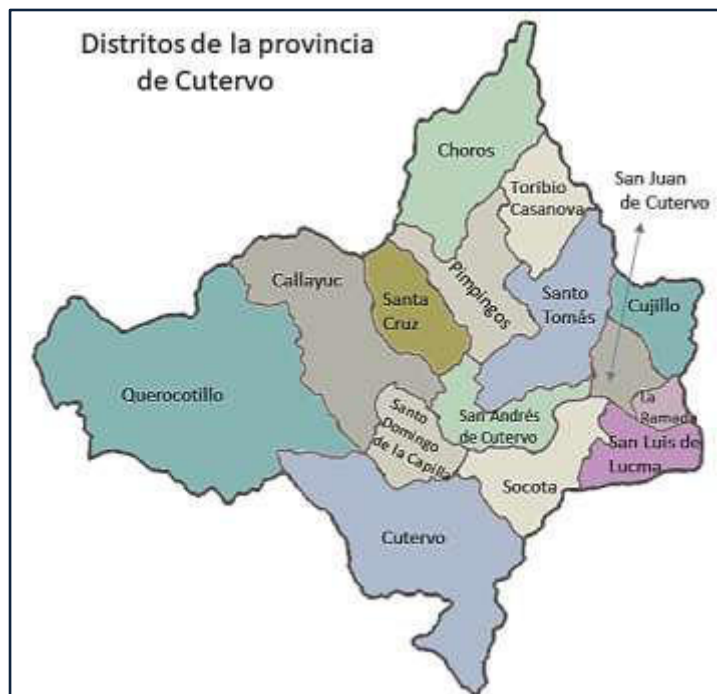 Distritos de la provincia
de Cutervo
Choros
Toribio
Casanova
San Juan
de Cutervo
Callayuc
Santa
Cruz
Pimpingos
Santo
Tomás
Cujillo
Querocotillo
Santo
Domingo
de la Capilla
San Andrés
de Cutervo
La
Ramada
San Luis de
Lucma
Socota
Cutervo